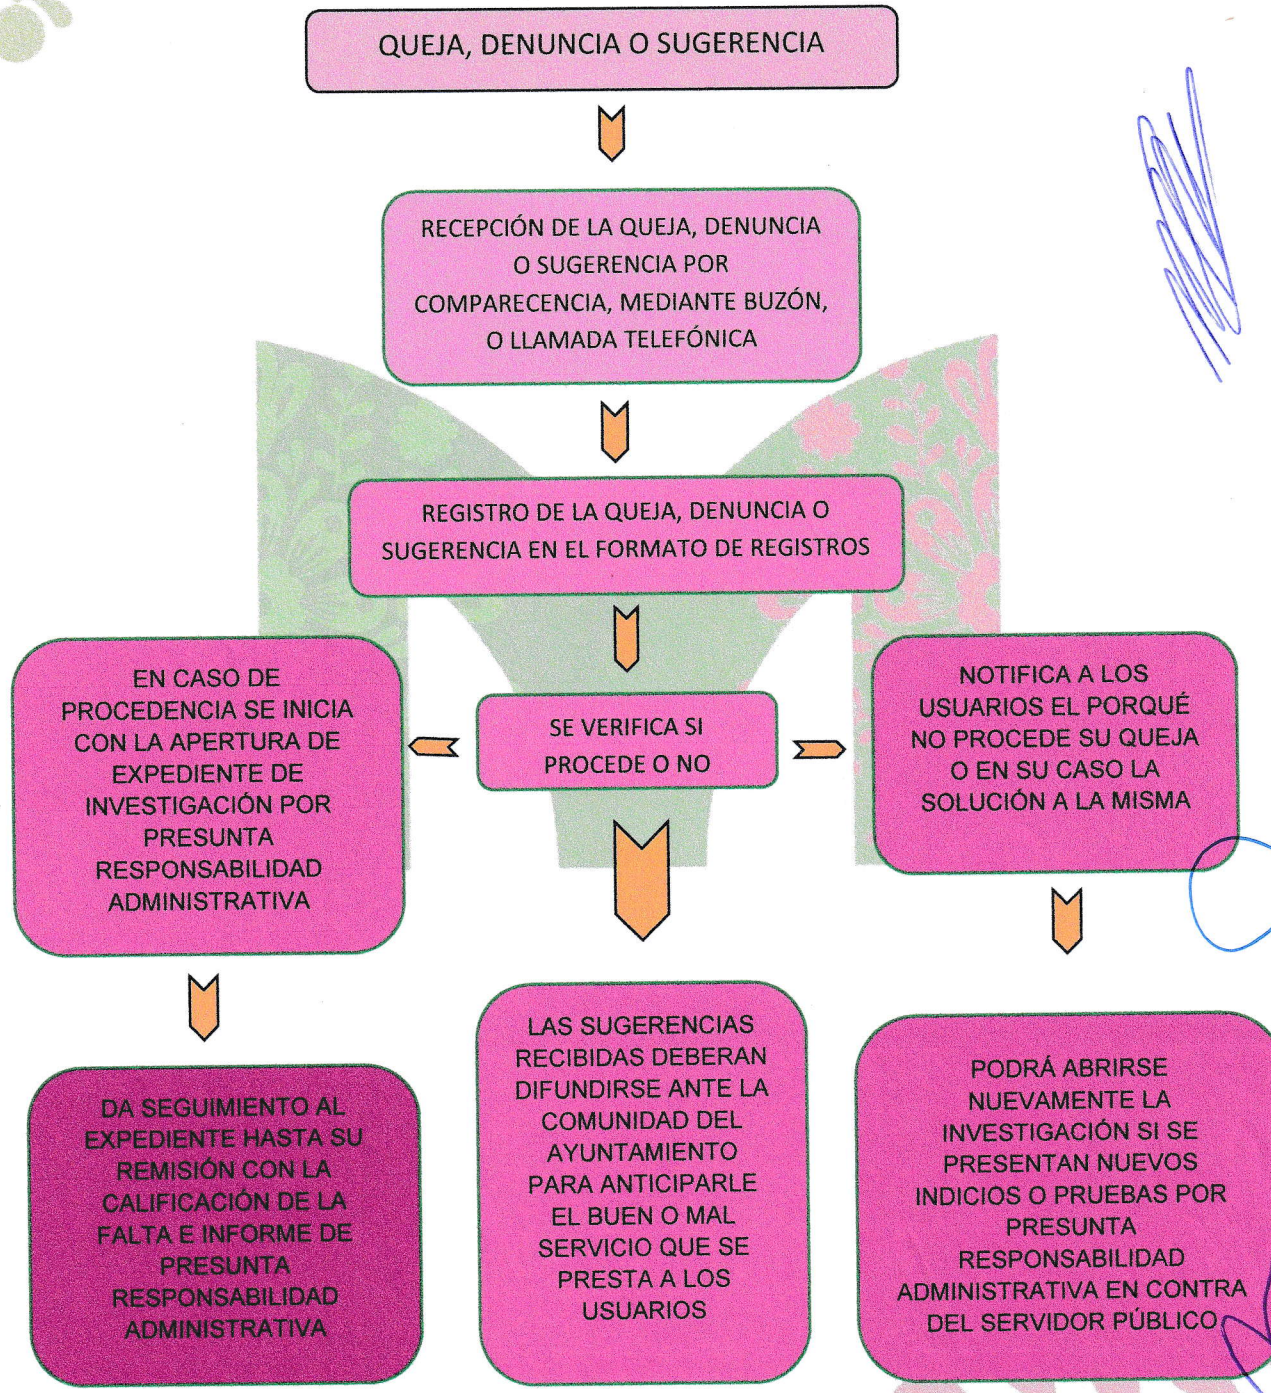 QUEJA, DENUNCIA O SUGERENCIA
RECEPCIÓN DE LA QUEJA, DENUNCIA
O SUGERENCIA POR
COMPARECENCIA, MEDIANTE BUZÓN,
O LLAMADA TELEFÓNICA
REGISTRO DE LA QUEJA, DENUNCIA O
SUGERENCIA EN EL FORMATO DE REGISTROS
SE VERIFICA SI
PROCEDE O NO
EN CASO DE
PROCEDENCIA SE INICIA
CON LA APERTURA DE
EXPEDIENTE DE
INVESTIGACIÓN POR
PRESUNTA
RESPONSABILIDAD
ADMINISTRATIVA
NOTIFICA A LOS
USUARIOS EL PORQUÉ
NO PROCEDE SU QUEJA
O EN SU CASO LA
SOLUCIÓN A LA MISMA
DA SEGUIMIENTO AL
EXPEDIENTE HASTA SU
REMISIÓN CON LA
CALIFICACIÓN DE LA
FALTA E INFORME DE
PRESUNTA
RESPONSABILIDAD
ADMINISTRATIVA
LAS SUGERENCIAS
RECIBIDAS DEBERAN
DIFUNDIRSE ANTE LA
COMUNIDAD DEL
AYUNTAMIENTO
PARA ANTICIPARLE
EL BUEN O MAL
SERVICIO QUE SE
PRESTA A LOS
USUARIOS
PODRÁ ABRIRSE
NUEVAMENTE LA
INVESTIGACIÓN SI SE
PRESENTAN NUEVOS
INDICIOS O PRUEBAS POR
PRESUNTA
RESPONSABILIDAD
ADMINISTRATIVA EN CONTRA
DEL SERVIDOR PÚBLICO